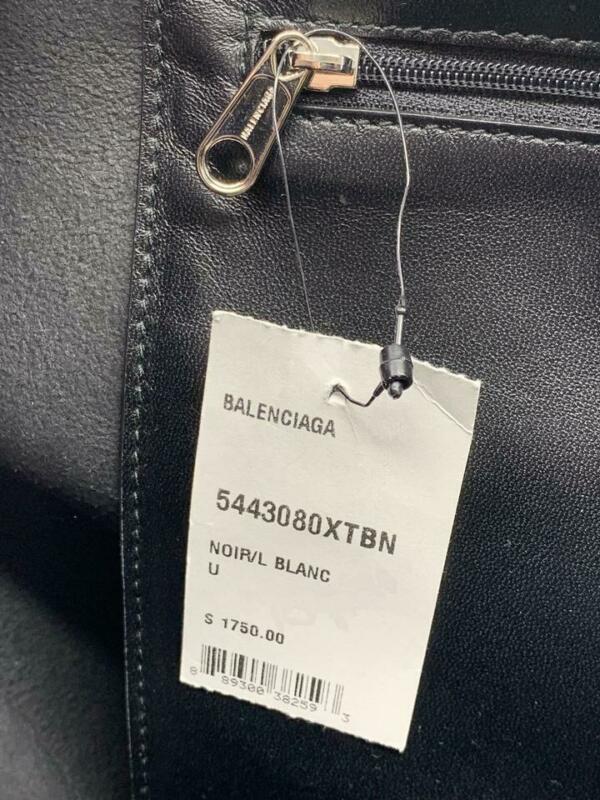 BALENCIAGA
BALENCIAGA
5443080XTBN
NOIR/L BLANC
U
$ 1750.00
8 89300 38259 3